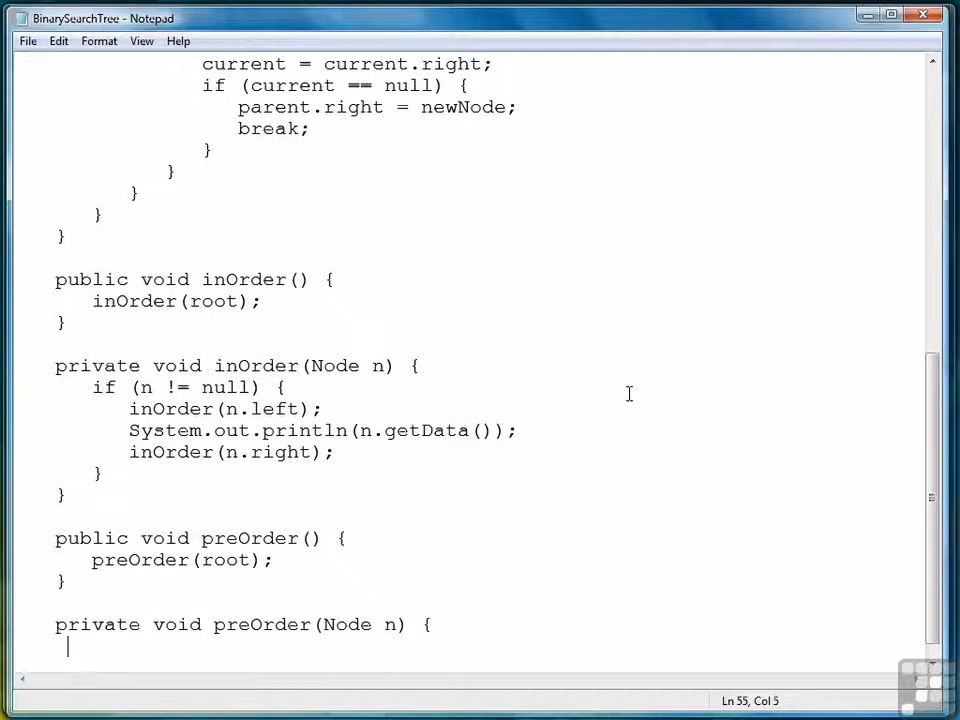 BinarySearchTree - Notepad
File Edit Format View Help
current = current.right;
if (current == null) {
parent.right = newNode;
break;
}
}
}
}
}
public void inOrder() {
inOrder(root);
}
private void inOrder(Node n) {
if (n != null) {
inOrder(n.left);
System.out.println(n.getData());
inOrder(n.right);
}
}
public void preOrder() {
preOrder(root);
}
private void preOrder(Node n) {
Ln 55, Col 5